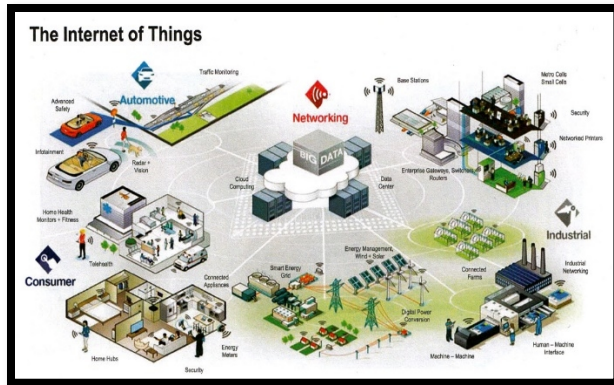 The Internet of Things
Traffic Monitoring
Automotive
Advanced
Safety
Infotainment
Radar +
Vision
Networking
BIG DATA
Cloud
Computing
Data
Center
Base Stations
Metro Cells
Small Cells
Security
Networked Printers
Enterprise Gateways, Switches,
Routers
Home Health
Monitors + Fitness
Telehealth
Consumer
Connected
Appliances
Home Hubs
Security
Energy
Meters
Smart Energy
Grid
Energy Management,
Wind + Solar
Digital Power
Conversion
Connected
Farms
Industrial
Industrial
Networking
Machine – Machine
Human – Machine
Interface